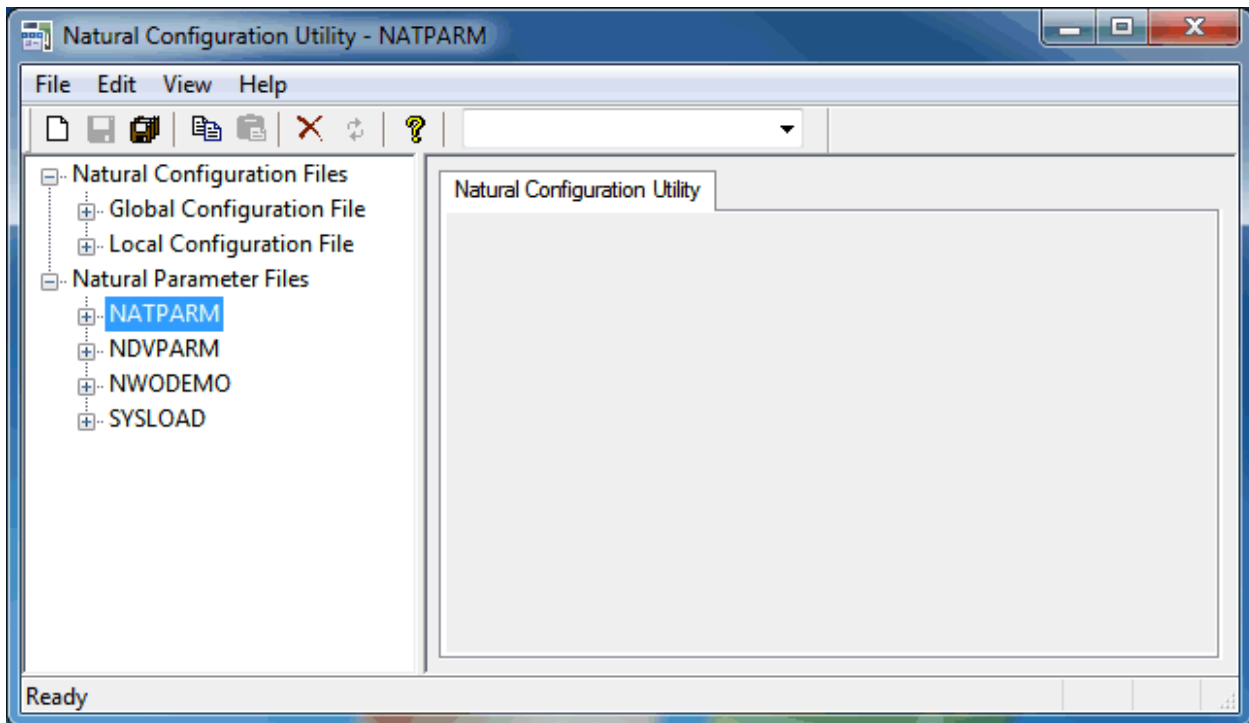 Natural Configuration Utility - NATPARM
File Edit View Help
Natural Configuration Files
Global Configuration File
Local Configuration File
Natural Parameter Files
NATPARM
NDVPARM
NWODEMO
SYSLOAD
Natural Configuration Utility
Ready